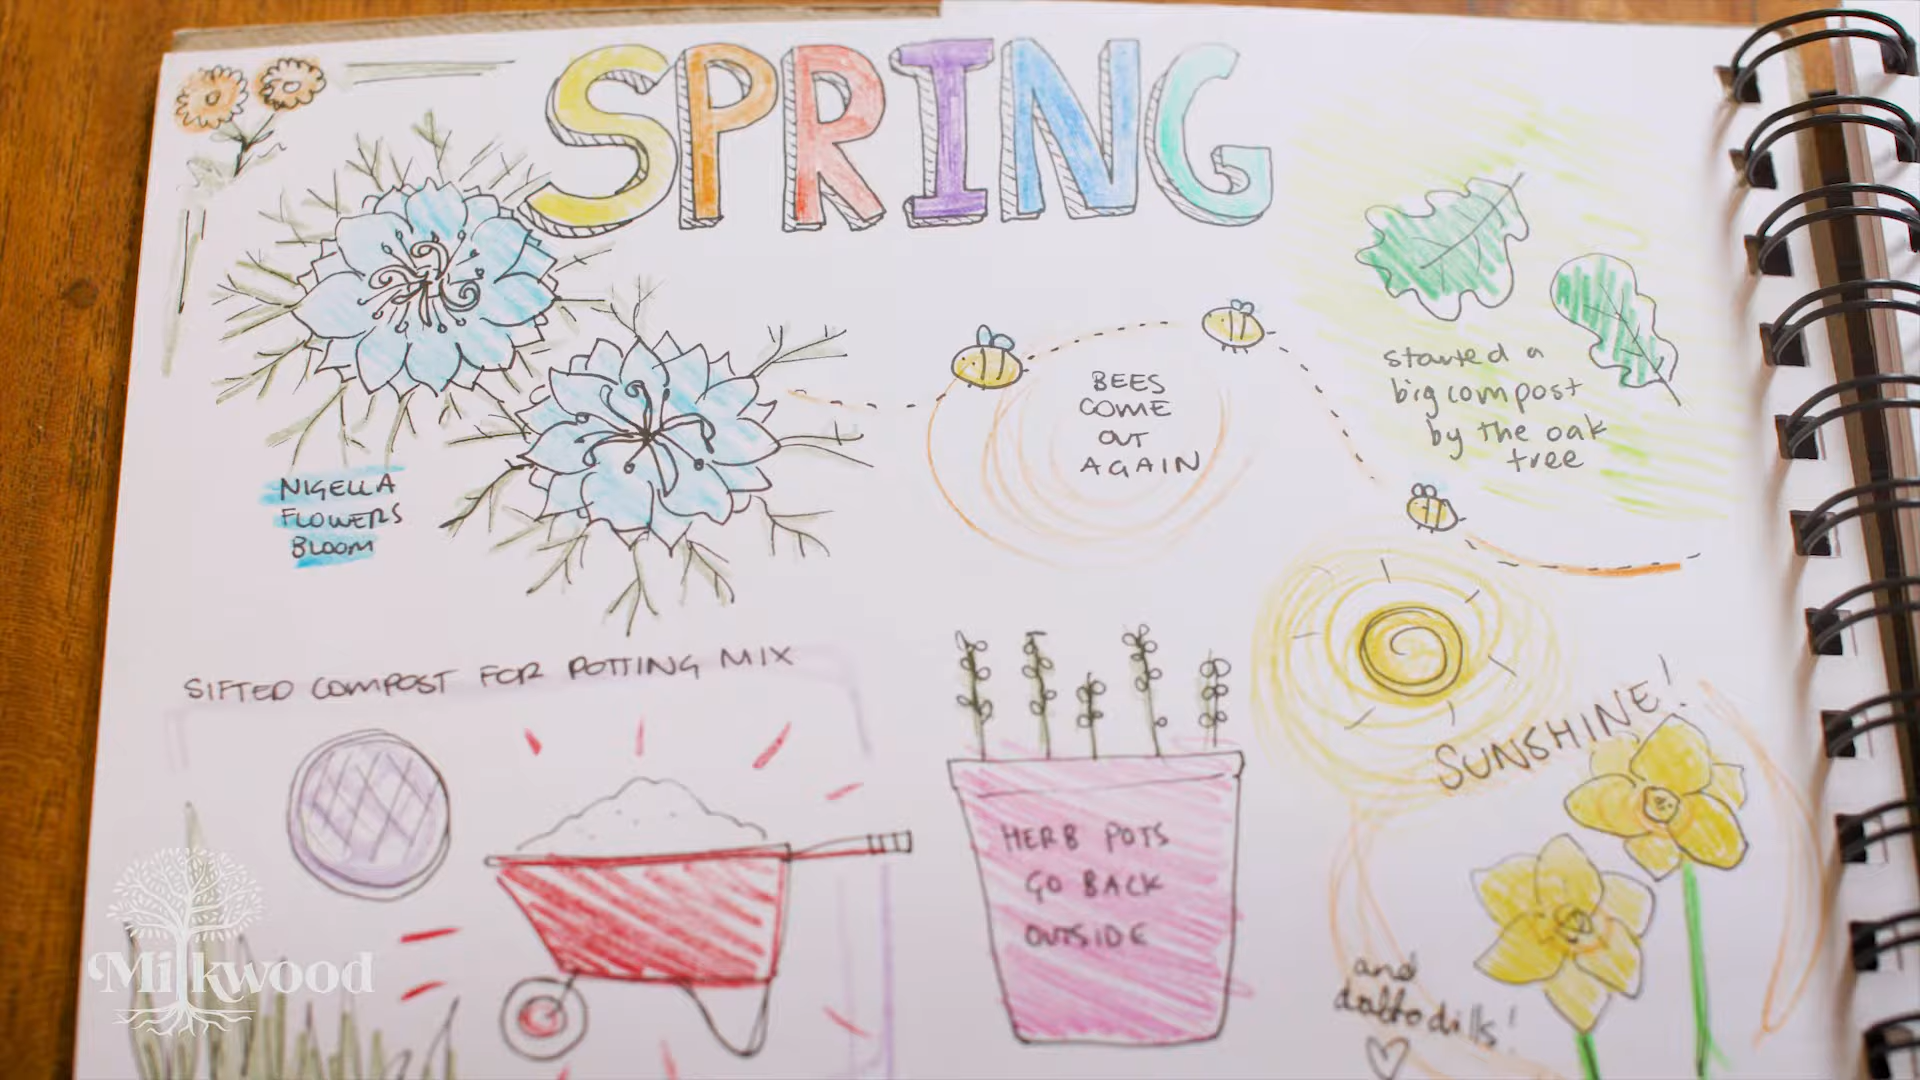 SPRING
NIGELLA
FLOWERS
BLOOM
BEES
COME
OUT
AGAIN
started a
big compost
by the oak
tree
SIFTED COMPOST FOR POTTING MIX
HERB POTS
GO BACK
OUTSIDE
SUNSHINE!
and
daffodills!
Milkwood